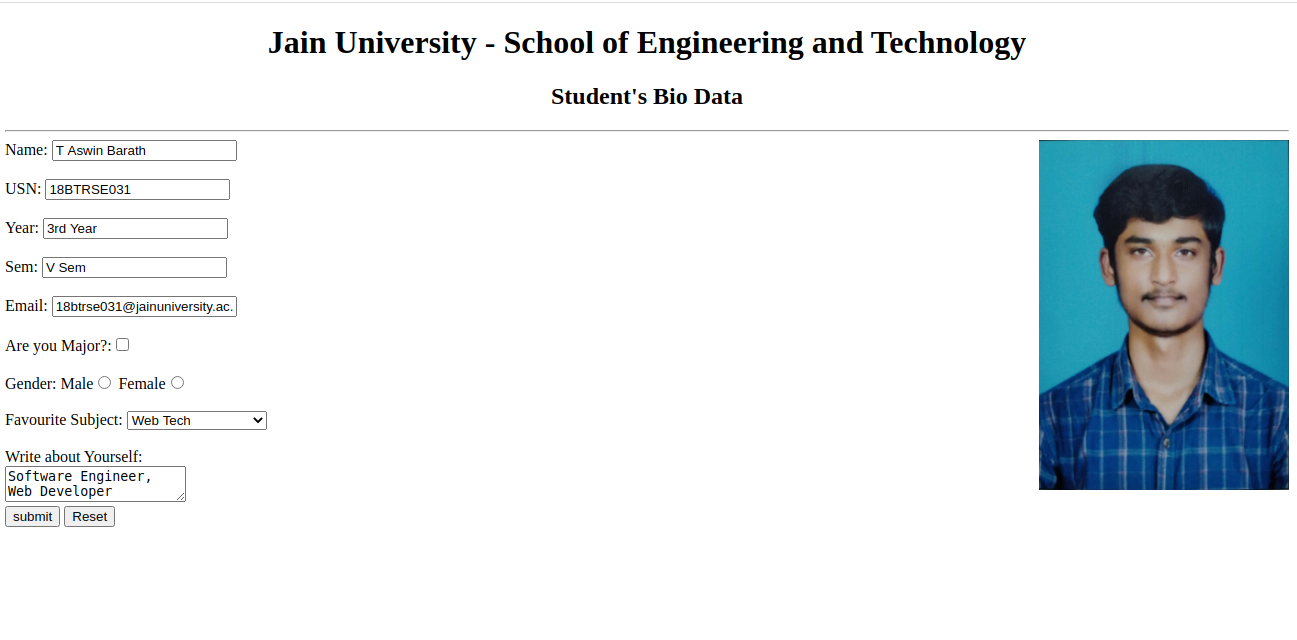 Jain University - School of Engineering and Technology
Student's Bio Data
Name: T Aswin Barath
USN: 18BTRSE031
Year: 3rd Year
Sem: V Sem
Email: 18btrse031@jainuniversity.ac.
Are you Major?:
Gender: Male Female
Favourite Subject: Web Tech
Write about Yourself:
Software Engineer,
Web Developer
submit Reset